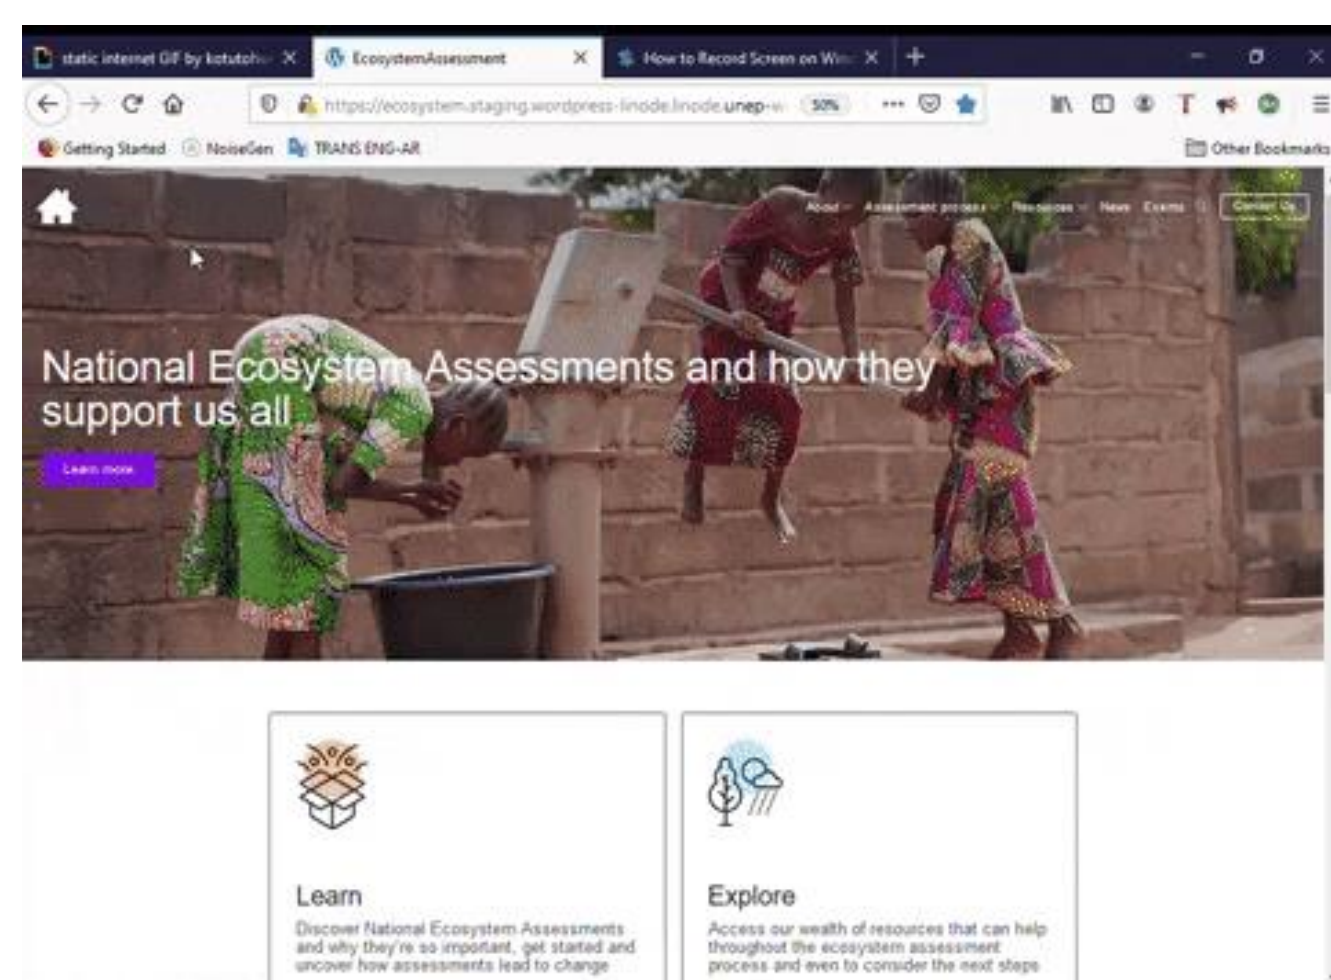 static internet GIF by kotutoh
EcosystemAssessment
How to Record Screen on Win
https://ecosystem.staging.wordpress-linode.linode.unep-w
50%
Getting Started
NoiseGen
TRANS ENG-AR
Other Bookmarks
About
Assessment process
Resources
News
Events
Contact Us
National Ecosystem Assessments and how they
support us all
Learn more
Learn
Discover National Ecosystem Assessments
and why they're so important, get started and
uncover how assessments lead to change
Explore
Access our wealth of resources that can help
throughout the ecosystem assessment
process and even to consider the next steps